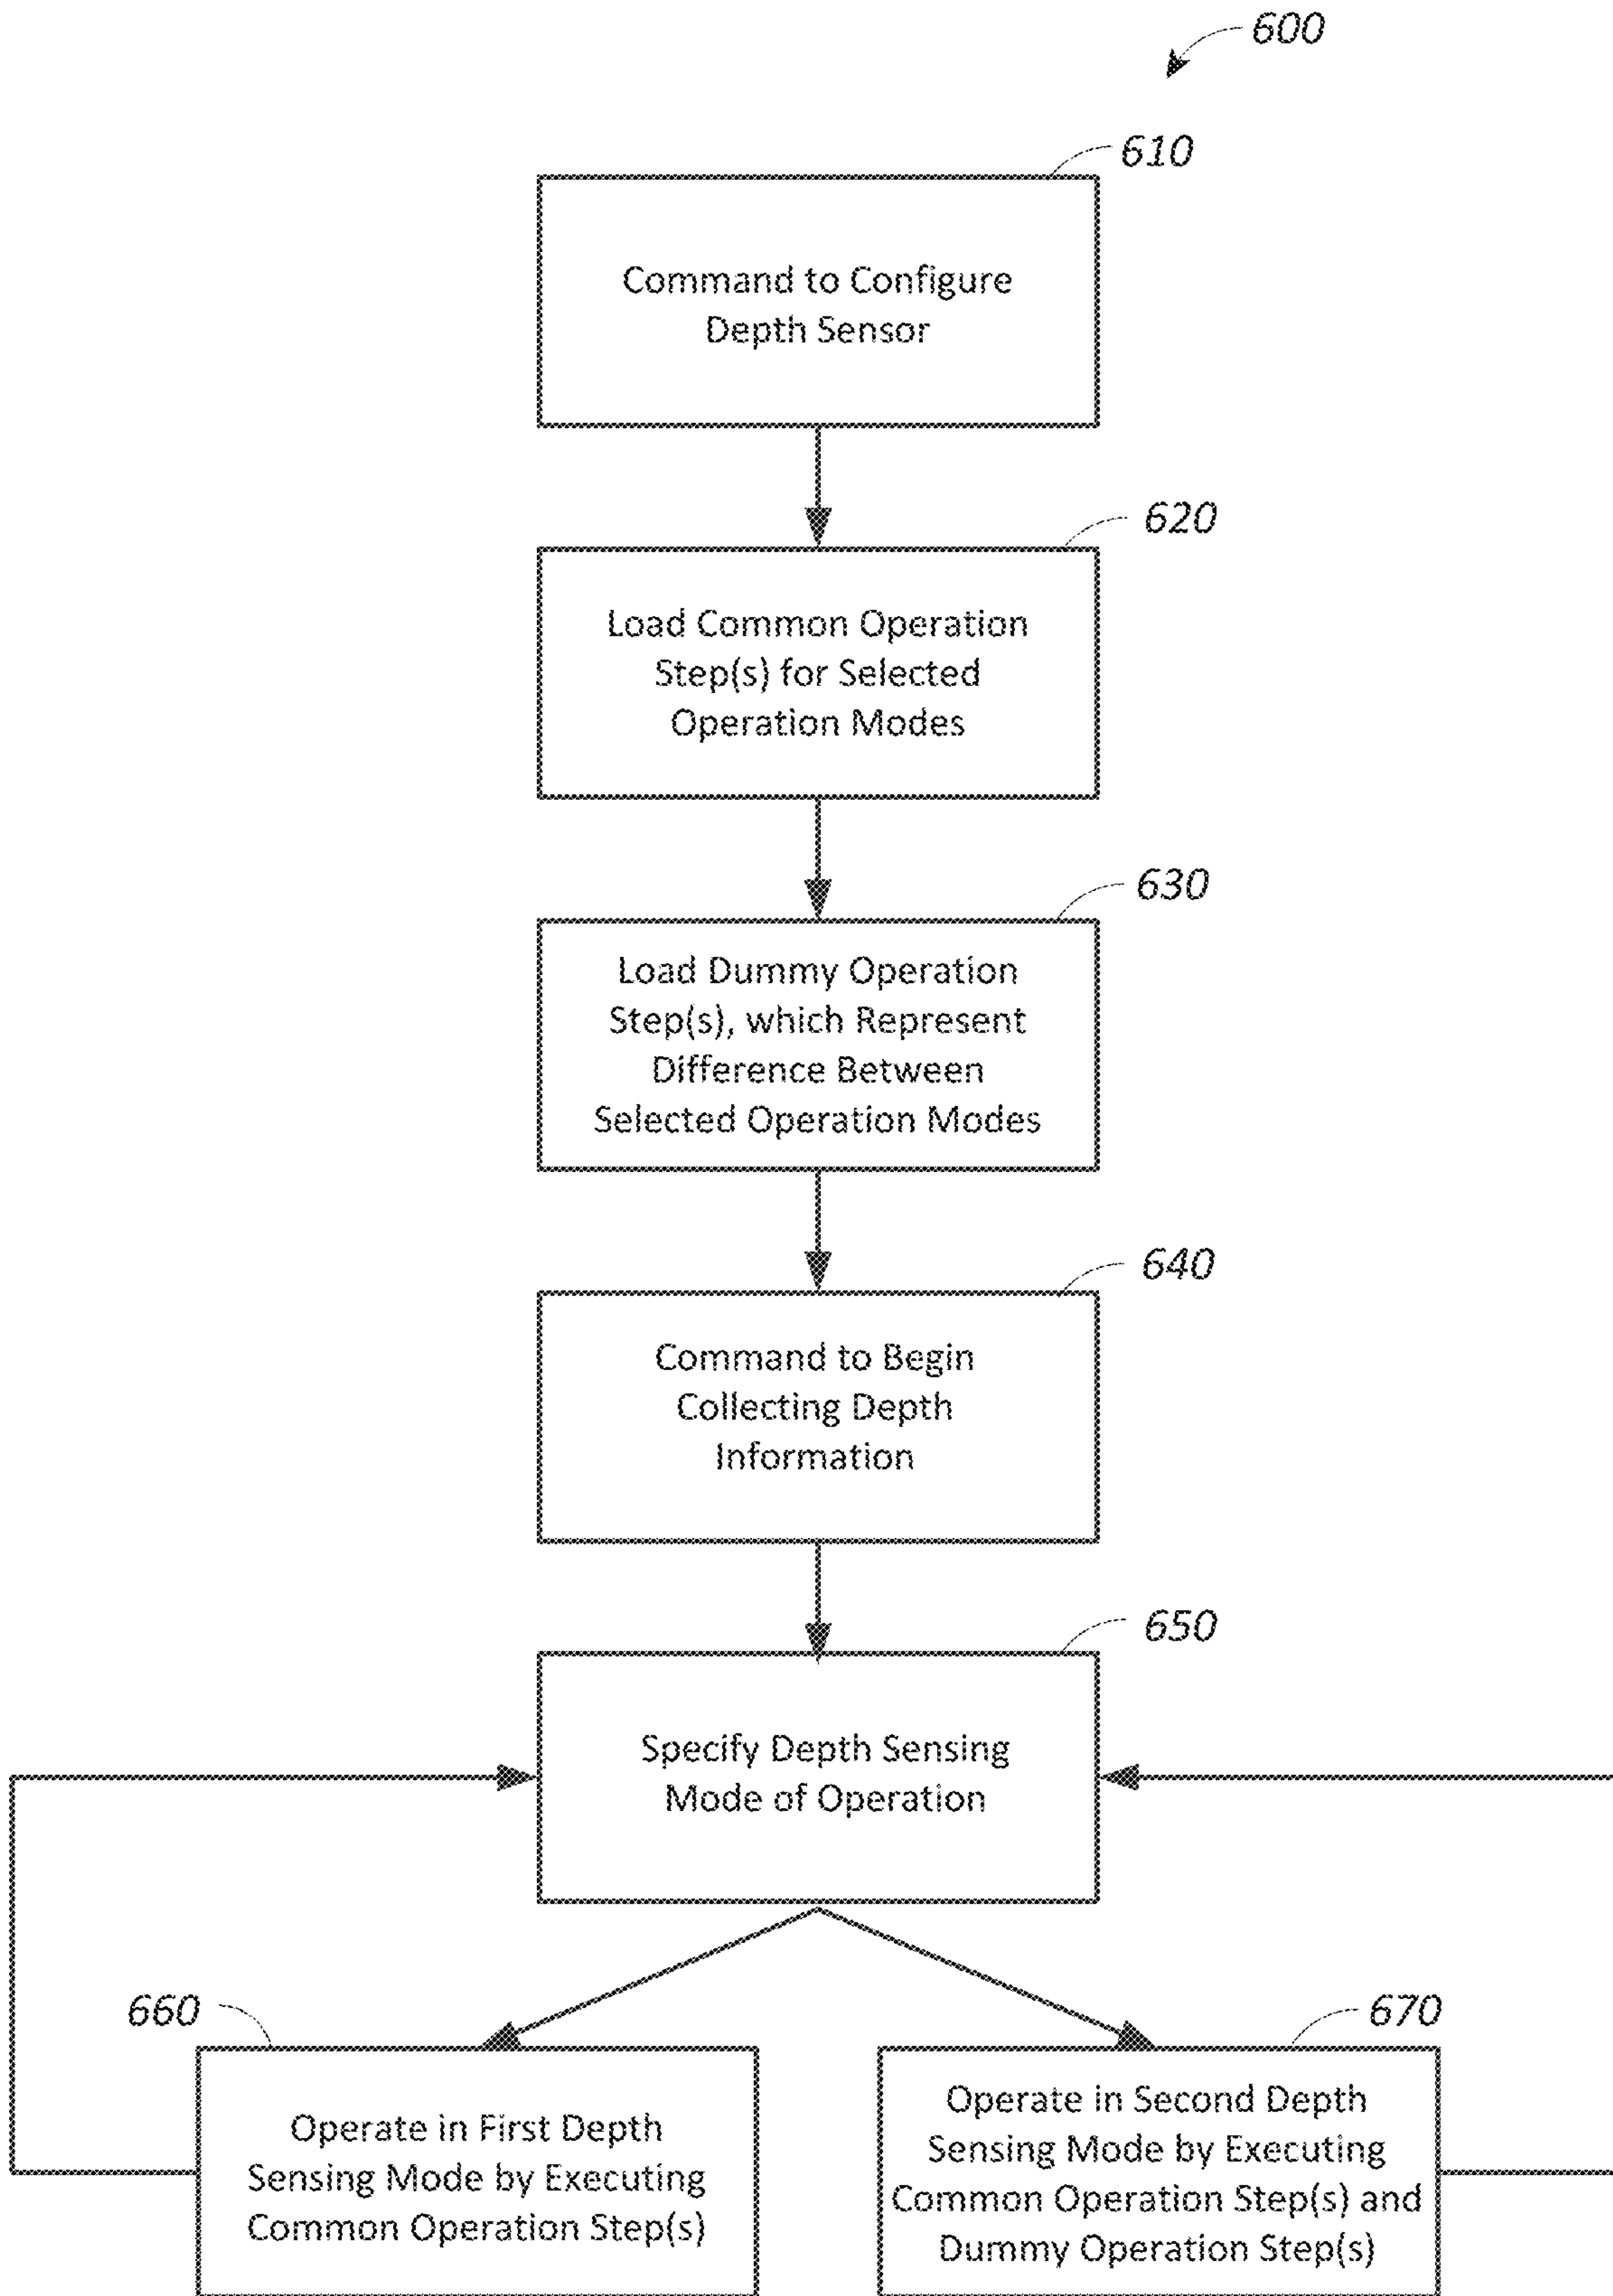 600
610
Command to Configure
Depth Sensor
620
Load Common Operation
Step(s) for Selected
Operation Modes
630
Load Dummy Operation
Step(s), which Represent
Difference Between
Selected Operation Modes
640
Command to Begin
Collecting Depth
Information
650
Specify Depth Sensing
Mode of Operation
660
Operate in First Depth
Sensing Mode by Executing
Common Operation Step(s)
670
Operate in Second Depth
Sensing Mode by Executing
Common Operation Step(s) and
Dummy Operation Step(s)